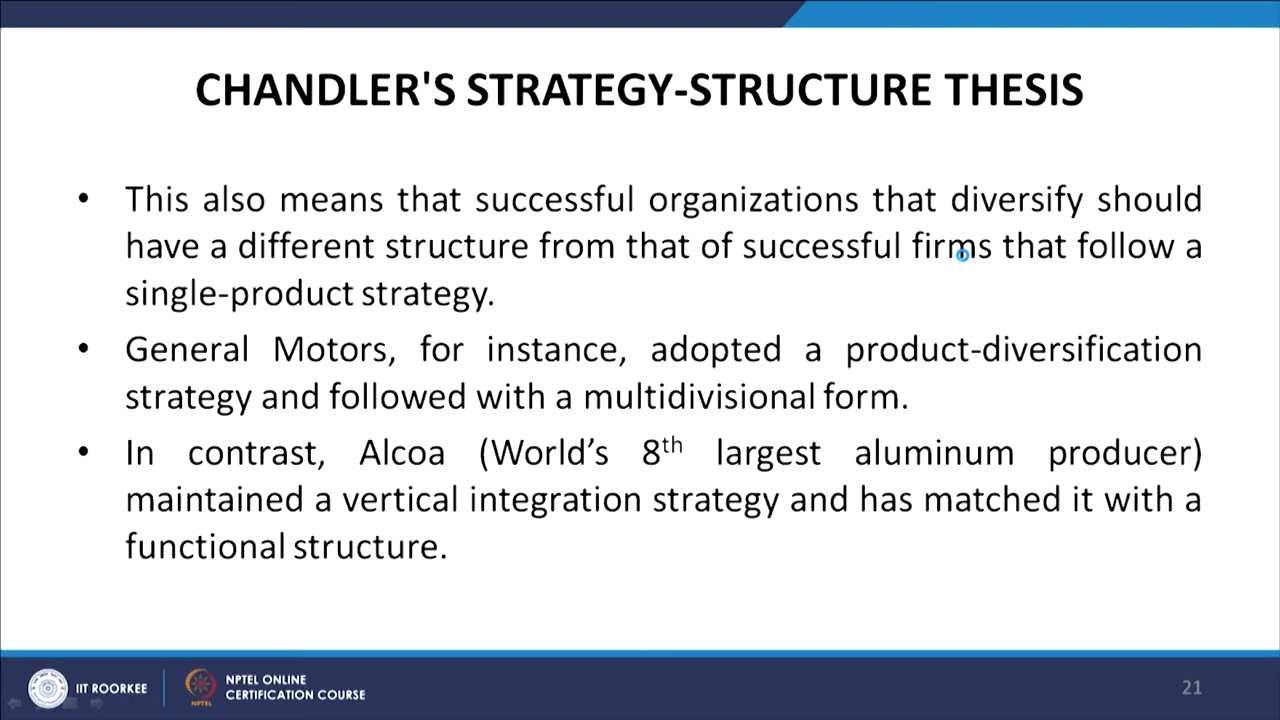 CHANDLER'S STRATEGY-STRUCTURE THESIS
• This also means that successful organizations that diversify should
have a different structure from that of successful firms that follow a
single-product strategy.
• General Motors, for instance, adopted a product-diversification
strategy and followed with a multidivisional form.
• In contrast, Alcoa (World's 8th largest aluminum producer)
maintained a vertical integration strategy and has matched it with a
functional structure.
IIT ROORKEE
NPTEL
NPTEL ONLINE
CERTIFICATION COURSE
21